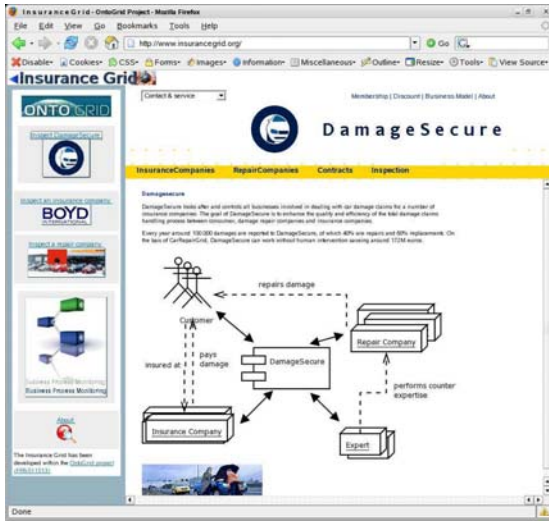 InsuranceGrid - OntoGrid Project - Mozilla Firefox
File Edit View Go Bookmarks Tools Help
http://www.insurancegrid.org/
Go
Disable Cookies CSS Forms Images Information Miscellaneous Outline Resize Tools View Source
Insurance Grid
ONTO GRID
Inspect DamageSecure
Inspect an insurance company
BOYD
INTERNATIONAL
Inspect a repair company
Business Process Monitoring
Business Process Monitoring
About
The Insurance Grid has been
developed within the OntoGrid project
Contact & service
Membership | Discount | Business Model | About
DamageSecure
InsuranceCompanies RepairCompanies Contracts Inspection
Damagesecure
DamageSecure looks after and controls all businesses involved in dealing with car damage claims for a number of
insurance companies. The goal of DamageSecure is to enhance the quality and efficiency of the total damage claims
handling process between consumer, damage repair companies and insurance companies.
Every year around 100.000 damages are reported to DamageSecure, of which 40% are repairs and 60% replacements. On
the basis of CarRepairGrid, DamageSecure can work without human intervention saving around 172M euros.
repairs damage
Customer
Repair Company
insured at
pays
damage
DamageSecure
performs counter
expertise
Insurance Company
Expert
Done